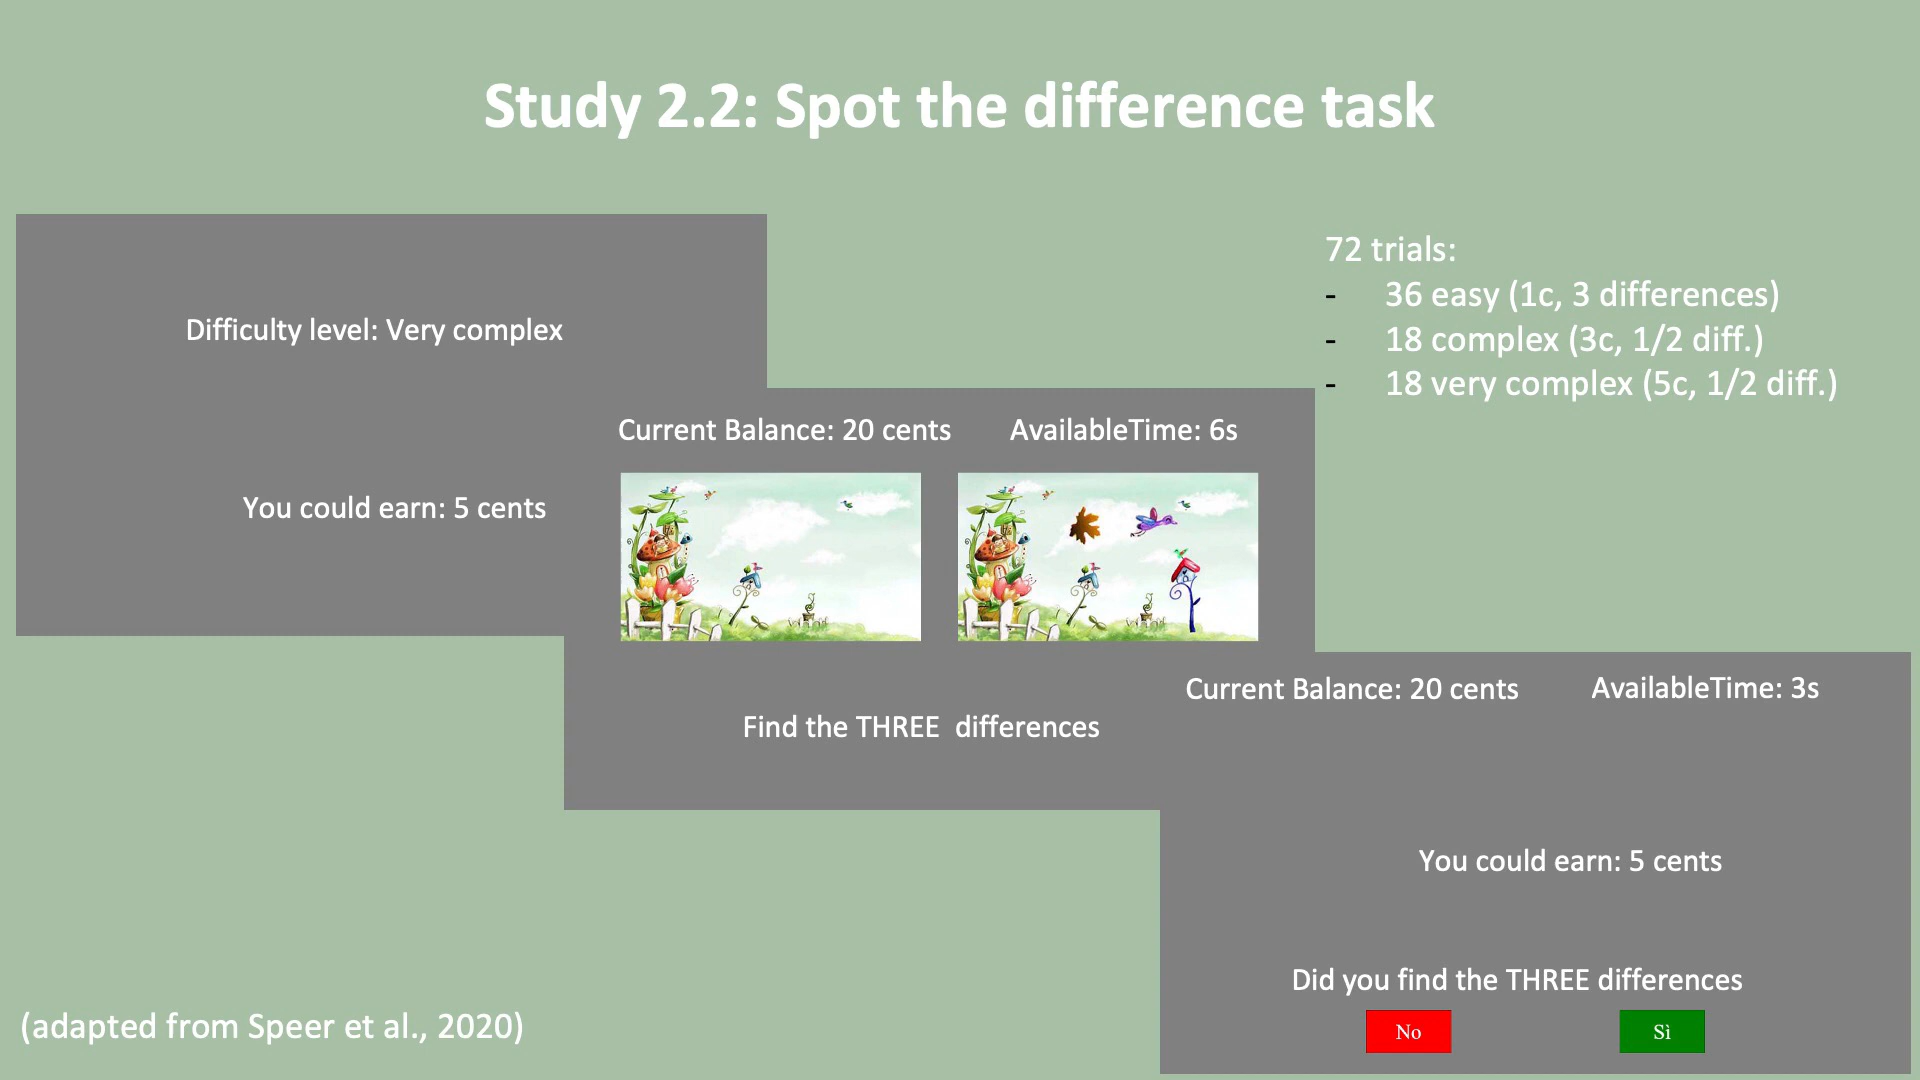 Study 2.2: Spot the difference task
Difficulty level: Very complex
You could earn: 5 cents
Current Balance: 20 cents
AvailableTime: 6s
Find the THREE  differences
72 trials:
- 36 easy (1c, 3 differences)
- 18 complex (3c, 1/2 diff.)
- 18 very complex (5c, 1/2 diff.)
Current Balance: 20 cents
AvailableTime: 3s
You could earn: 5 cents
Did you find the THREE differences
No
Sì
(adapted from Speer et al., 2020)